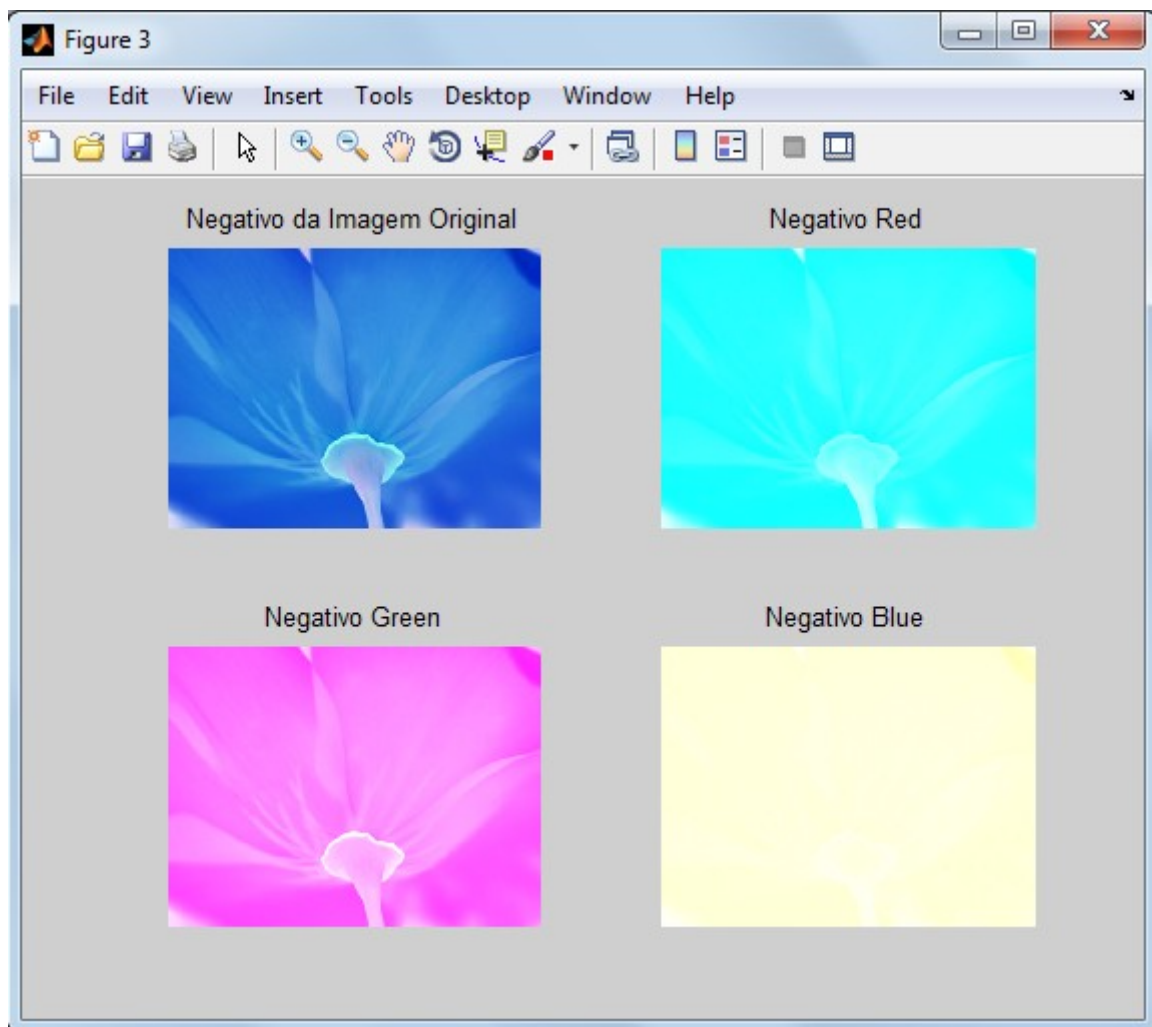 Figure 3
File Edit View Insert Tools Desktop Window Help
Negativo da Imagem Original
Negativo Red
Negativo Green
Negativo Blue